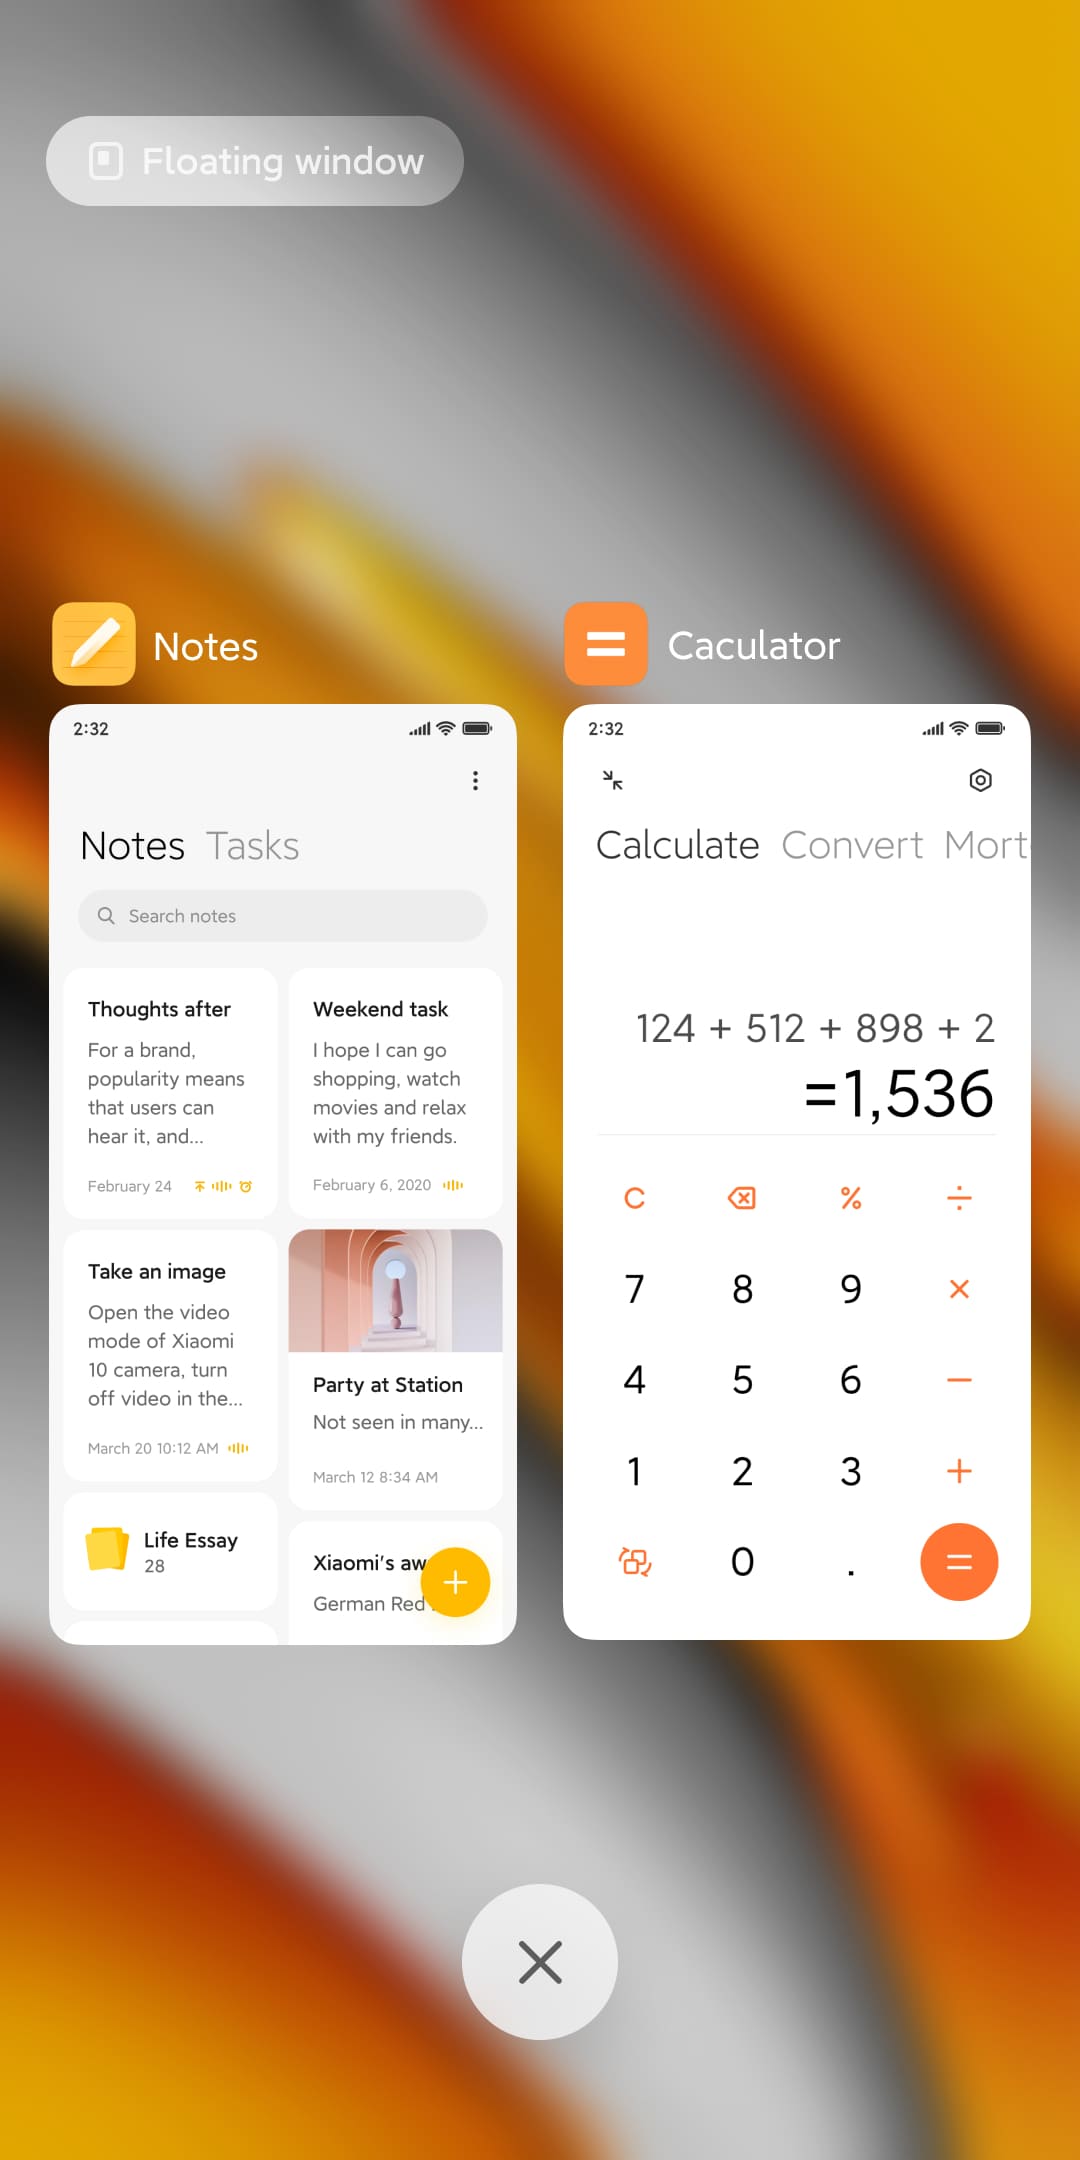 Floating window
Notes
2:32
Notes Tasks
Search notes
Thoughts after
For a brand,
popularity means
that users can
hear it, and...
February 24
Weekend task
I hope I can go
shopping, watch
movies and relax
with my friends.
February 6, 2020
Take an image
Open the video
mode of Xiaomi
10 camera, turn
off video in the...
March 20 10:12 AM
Party at Station
Not seen in many...
March 12 8:34 AM
Life Essay
28
Xiaomi's aw
German Red
Caculator
2:32
Calculate Convert Mort
124 + 512 + 898 + 2
=1,536
C % ÷
7 8 9 ×
4 5 6 −
1 2 3 +
0 . =